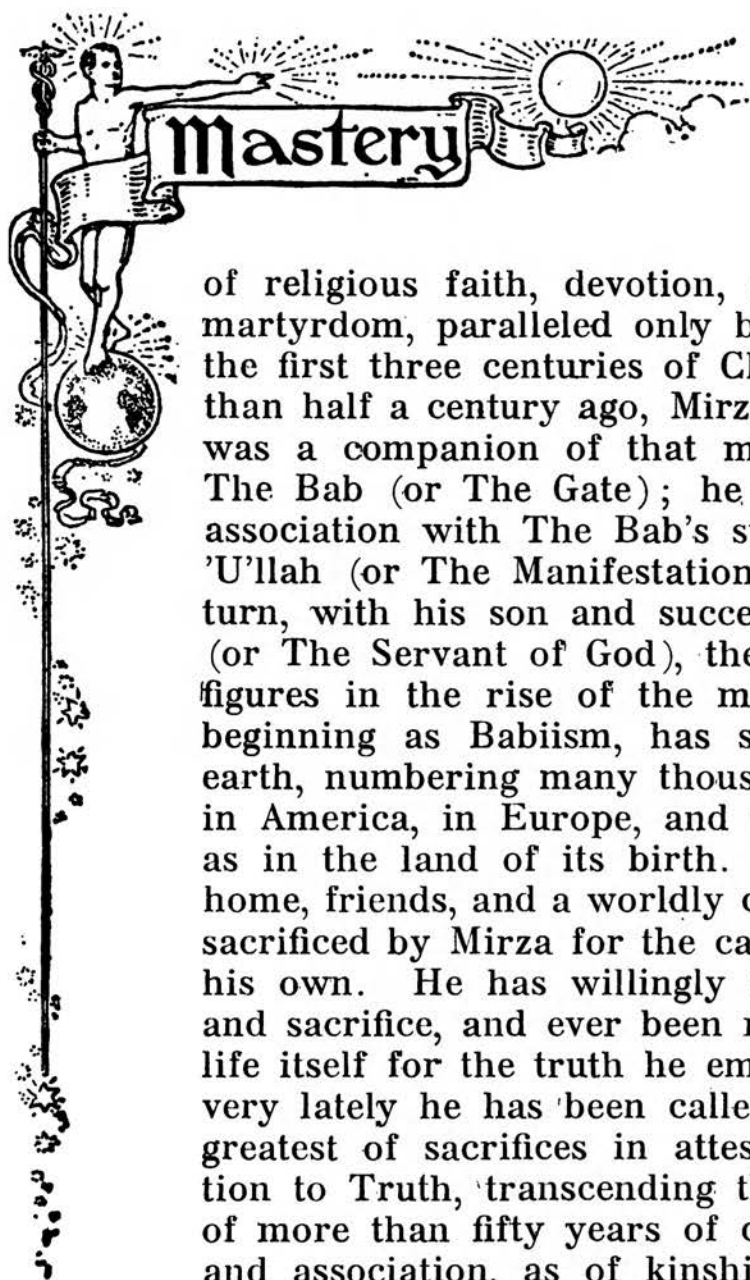 Mastery
of religious faith, devotion,
martyrdom, paralleled only
the first three centuries of
than half a century ago,
was a companion of that
The Bab (or The Gate); he
association with The Bab's
'U'llah (or The Manifestation
turn, with his son and
(or The Servant of God),
figures in the rise of the
beginning as Babiism, has
earth, numbering many
in America, in Europe, and
as in the land of its birth.
home, friends, and a worldly
sacrificed by Mirza for the
his own. He has willingly
and sacrifice, and ever been
life itself for the truth he
very lately he has been
greatest of sacrifices in
tion to Truth, transcending
of more than fifty years of
and association, as of